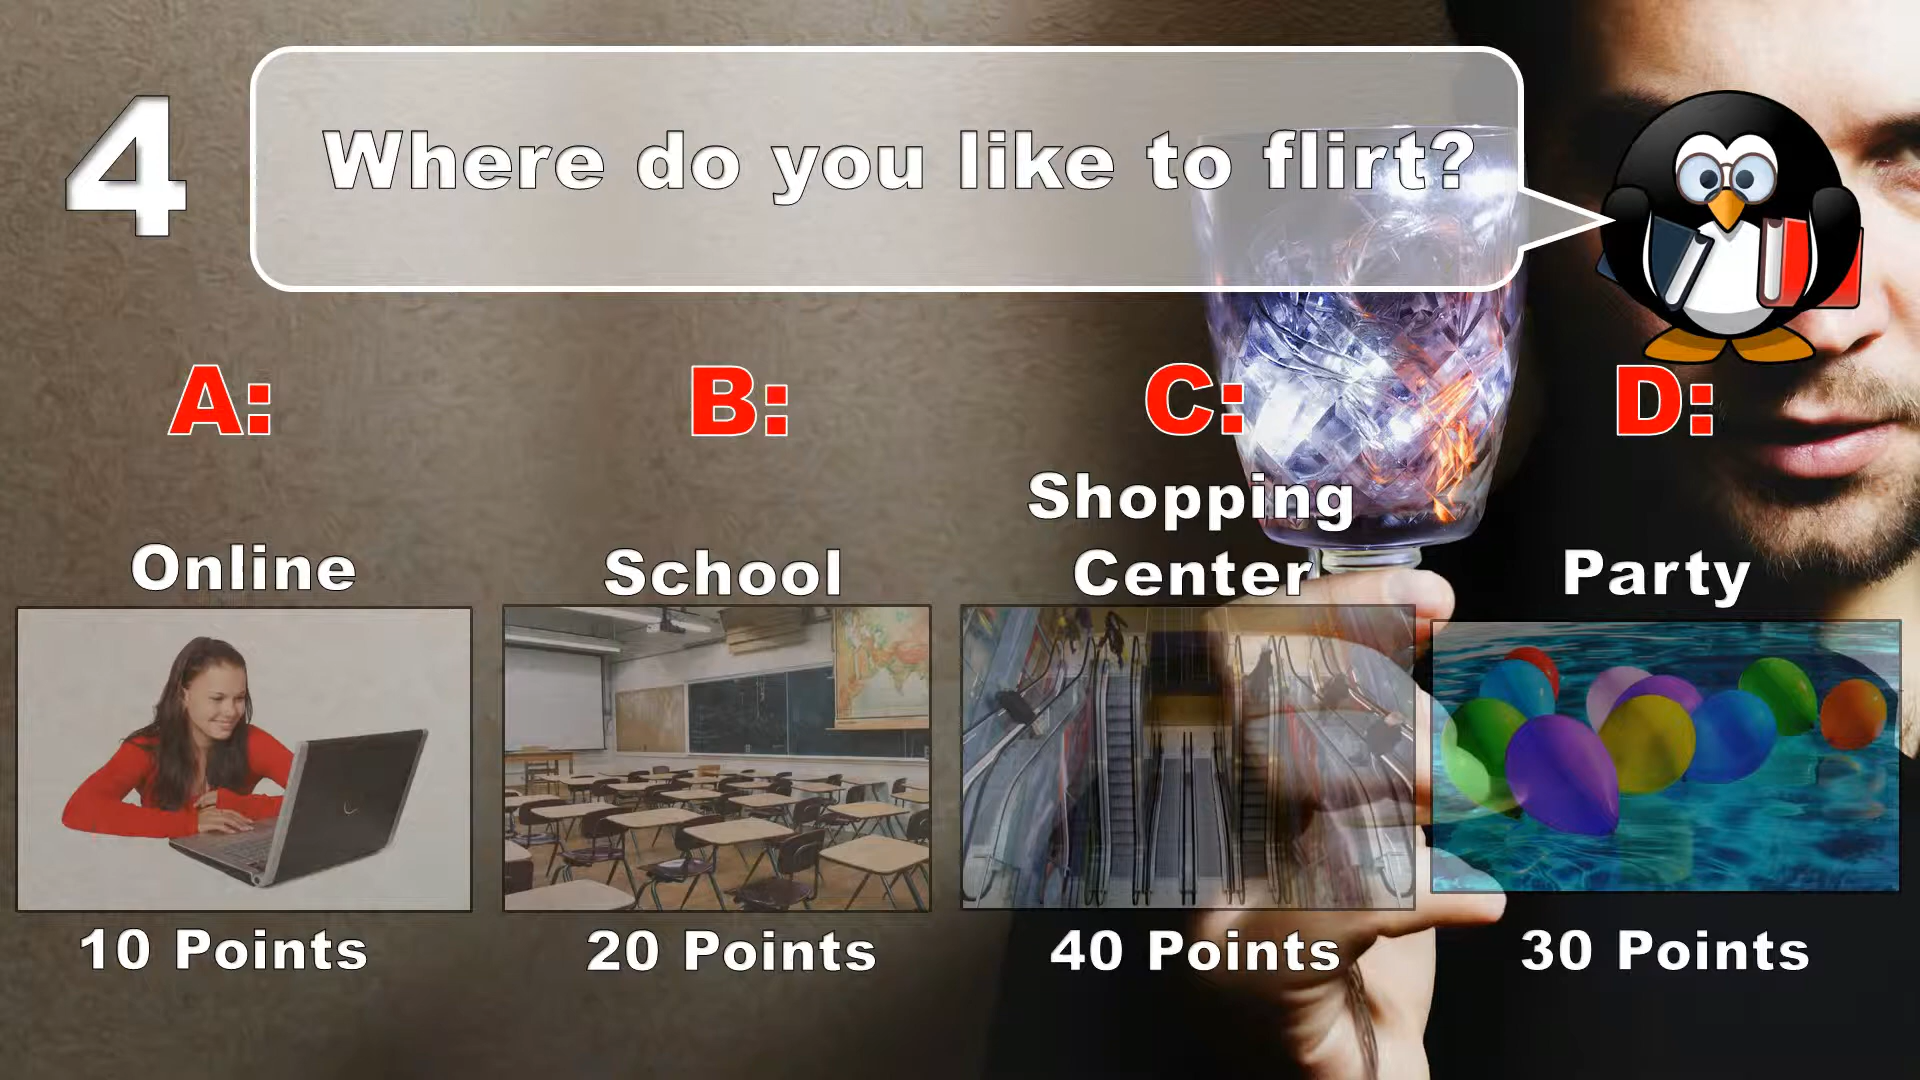 4
Where do you like to flirt?
A:
B:
C:
D:
Online
School
Shopping
Center
Party
10 Points
20 Points
40 Points
30 Points